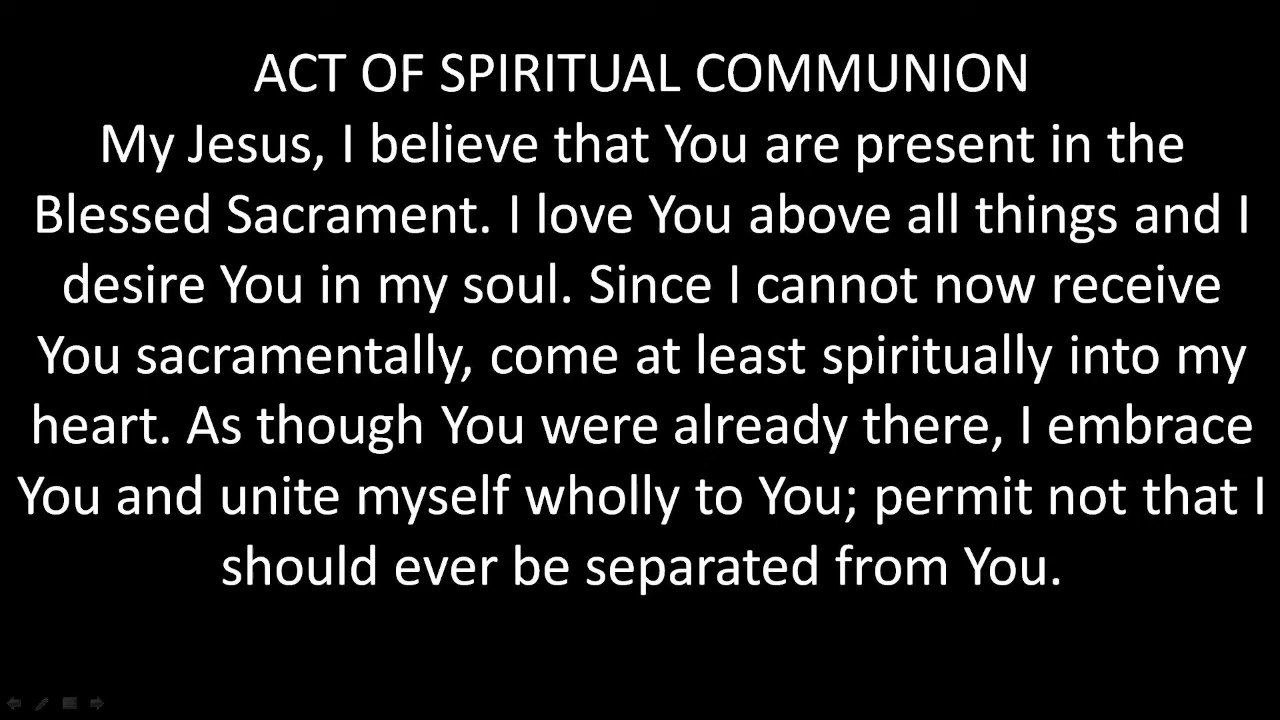 ACT OF SPIRITUAL COMMUNION
My Jesus, I believe that You are present in the
Blessed Sacrament. I love You above all things and I
desire You in my soul. Since I cannot now receive
You sacramentally, come at least spiritually into my
heart. As though You were already there, I embrace
You and unite myself wholly to You; permit not that I
should ever be separated from You.